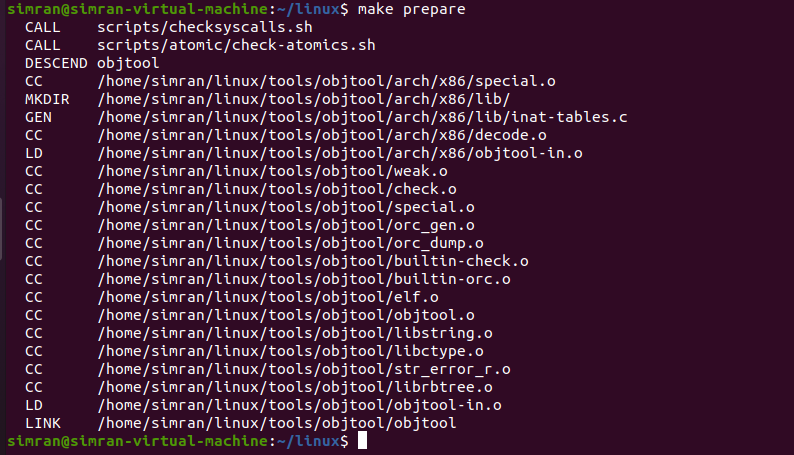 simran@simran-virtual-machine:~/linux$ make prepare
CALL scripts/checksyscalls.sh
CALL scripts/atomic/check-atomics.sh
DESCEND objtool
CC /home/simran/linux/tools/objtool/arch/x86/special.o
MKDIR /home/simran/linux/tools/objtool/arch/x86/lib/
GEN /home/simran/linux/tools/objtool/arch/x86/lib/inat-tables.c
CC /home/simran/linux/tools/objtool/arch/x86/decode.o
LD /home/simran/linux/tools/objtool/arch/x86/objtool-in.o
CC /home/simran/linux/tools/objtool/weak.o
CC /home/simran/linux/tools/objtool/check.o
CC /home/simran/linux/tools/objtool/special.o
CC /home/simran/linux/tools/objtool/orc_gen.o
CC /home/simran/linux/tools/objtool/orc_dump.o
CC /home/simran/linux/tools/objtool/builtin-check.o
CC /home/simran/linux/tools/objtool/builtin-orc.o
CC /home/simran/linux/tools/objtool/elf.o
CC /home/simran/linux/tools/objtool/objtool.o
CC /home/simran/linux/tools/objtool/libstring.o
CC /home/simran/linux/tools/objtool/libctype.o
CC /home/simran/linux/tools/objtool/str_error_r.o
CC /home/simran/linux/tools/objtool/librbtree.o
LD /home/simran/linux/tools/objtool/objtool-in.o
LINK /home/simran/linux/tools/objtool/objtool
simran@simran-virtual-machine:~/linux$